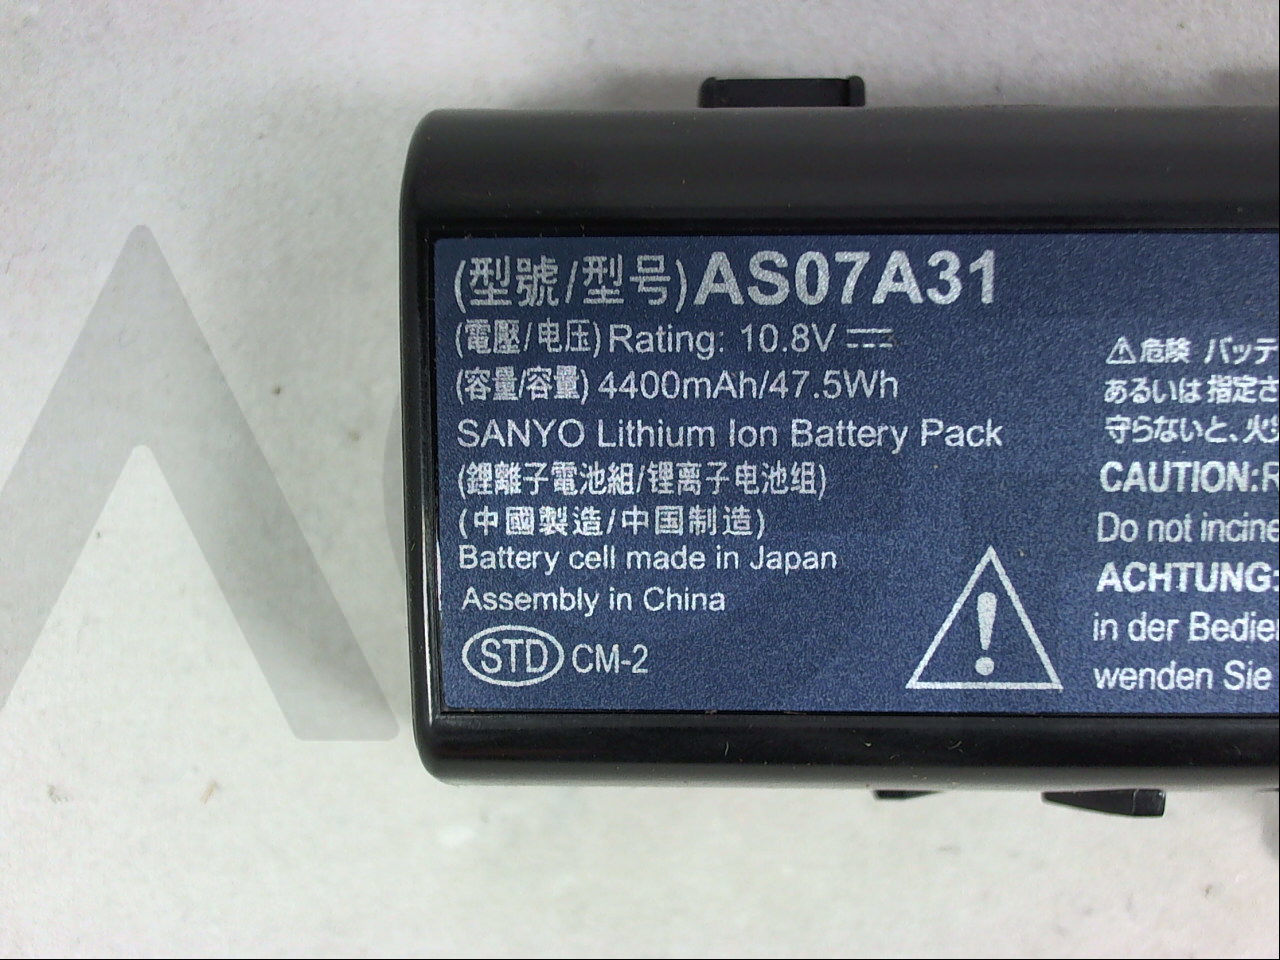 (型號/型号)AS07A31
(電壓/电压)Rating: 10.8V
(容量/容量) 4400mAh/47.5Wh
SANYO Lithium Ion Battery Pack
(鋰離子電池組/锂离子电池组)
(中國製造/中国制造)
Battery cell made in Japan
Assembly in China
STD CM-2
⚠危険 バッテ
あるいは 指定さ
守らないと、火
CAUTION:R
Do not incine
ACHTUNG:
in der Bedie
wenden Sie